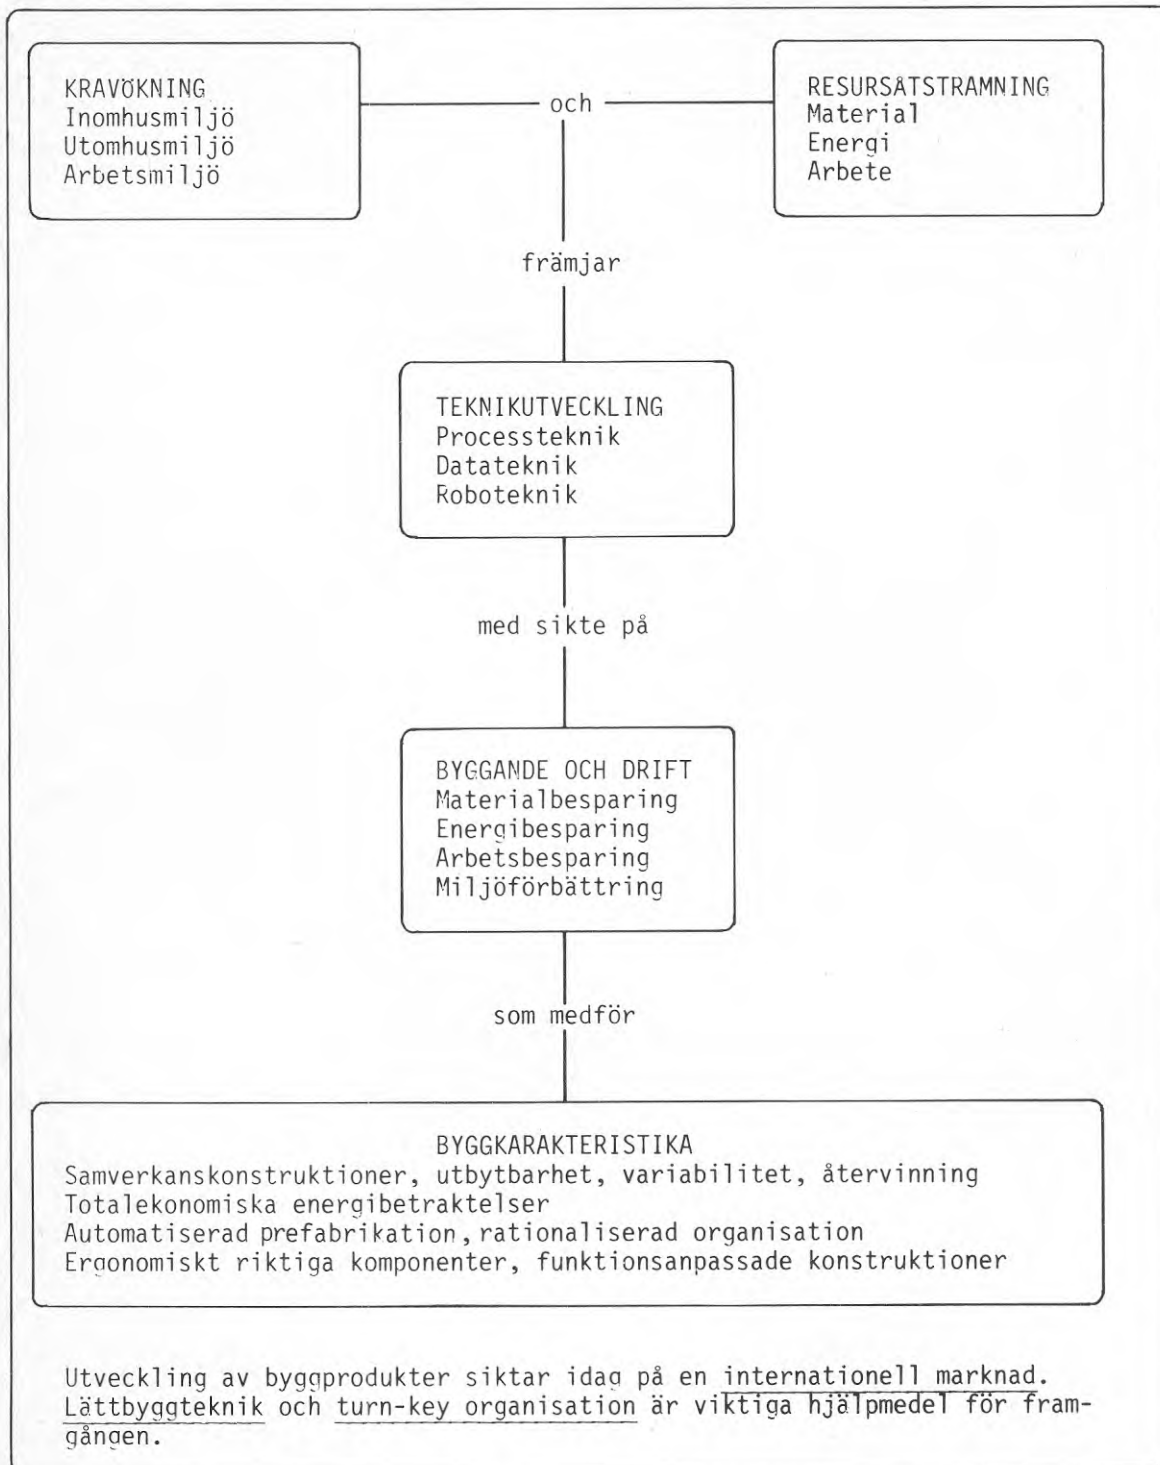 KRAVÖKNING
Inomhusmiljö
Utomhusmiljö
Arbetsmiljö
och
RESURSÅTSTRAMNING
Material
Energi
Arbete
främjar
TEKNIKUTVECKLING
Processteknik
Datateknik
Roboteknik
med sikte på
BYGGANDE OCH DRIFT
Materialbesparing
Energibesparing
Arbetsbesparing
Miljöförbättring
som medför
BYGGKARAKTERISTIKA
Samverkanskonstruktioner, utbytbarhet, variabilitet, återvinning
Totalekonomiska energibetraktelser
Automatiserad prefabrikation, rationaliserad organisation
Ergonomiskt riktiga komponenter, funktionsanpassade konstruktioner
Utveckling av byggprodukter siktar idag på en internationell marknad.
Lättbyggteknik och turn-key organisation är viktiga hjälpmedel för fram-
gången.